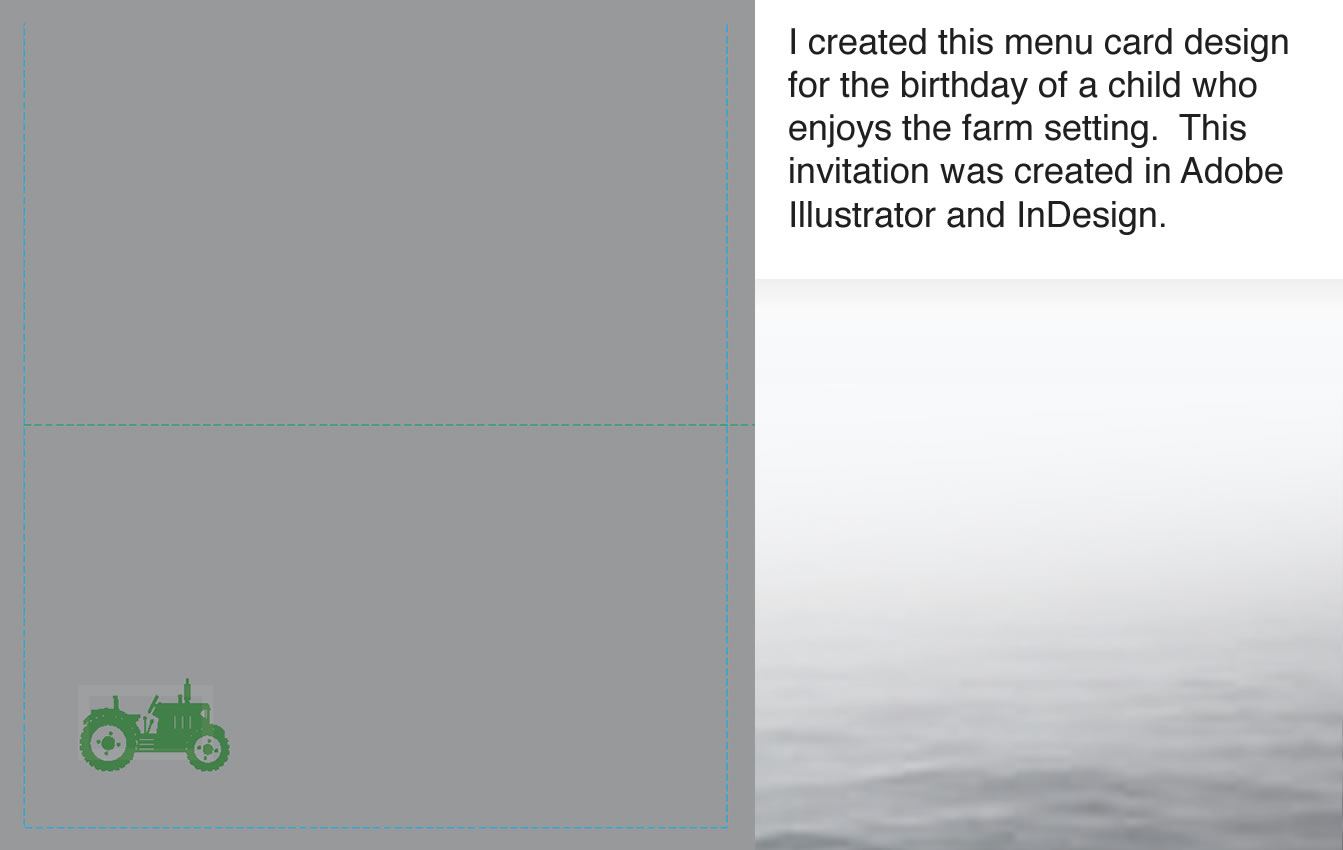 I created this menu card design
for the birthday of a child who
enjoys the farm setting.  This
invitation was created in Adobe
Illustrator and InDesign.